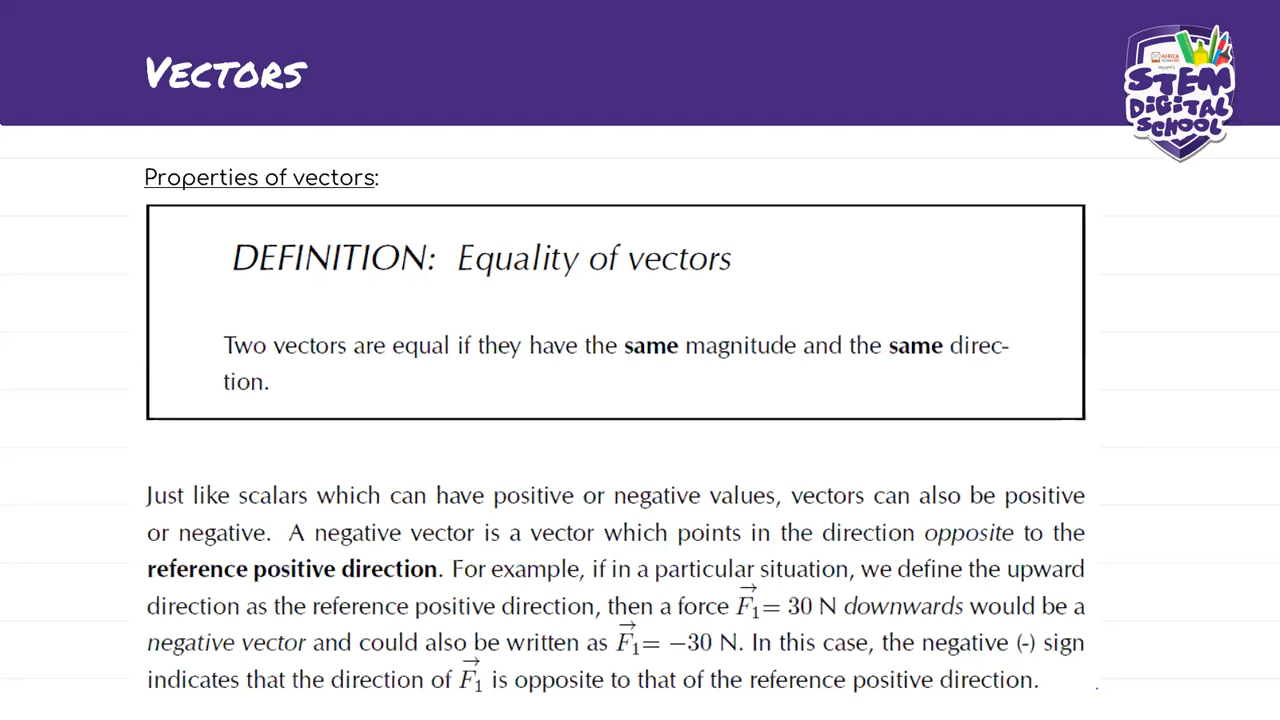 VECTORS
AFRICA
STEM
DIGITAL
SCHOOL
Properties of vectors:
DEFINITION: Equality of vectors
Two vectors are equal if they have the same magnitude and the same direc-
tion.
Just like scalars which can have positive or negative values, vectors can also be positive
or negative. A negative vector is a vector which points in the direction opposite to the
reference positive direction. For example, if in a particular situation, we define the upward
direction as the reference positive direction, then a force F⃗₁= 30 N downwards would be a
negative vector and could also be written as F⃗₁= −30 N. In this case, the negative (-) sign
indicates that the direction of F⃗₁ is opposite to that of the reference positive direction.